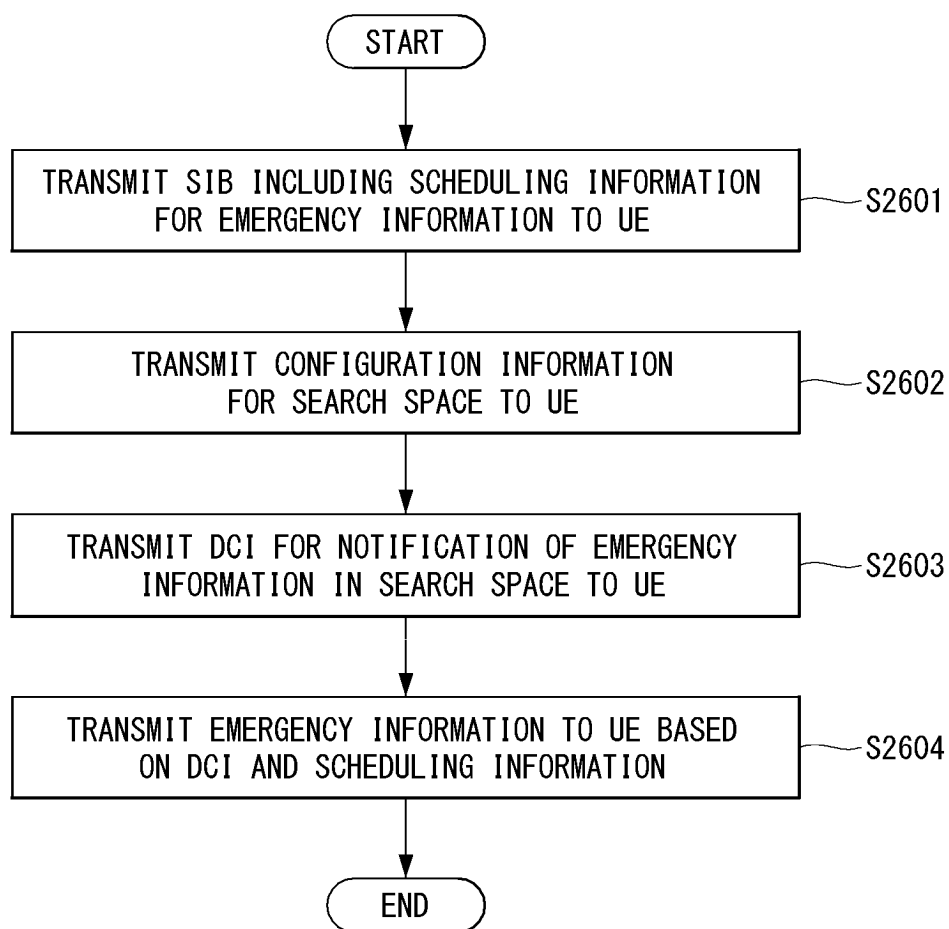 START
TRANSMIT SIB INCLUDING SCHEDULING INFORMATION
FOR EMERGENCY INFORMATION TO UE
S2601
TRANSMIT CONFIGURATION INFORMATION
FOR SEARCH SPACE TO UE
S2602
TRANSMIT DCI FOR NOTIFICATION OF EMERGENCY
INFORMATION IN SEARCH SPACE TO UE
S2603
TRANSMIT EMERGENCY INFORMATION TO UE BASED
ON DCI AND SCHEDULING INFORMATION
S2604
END